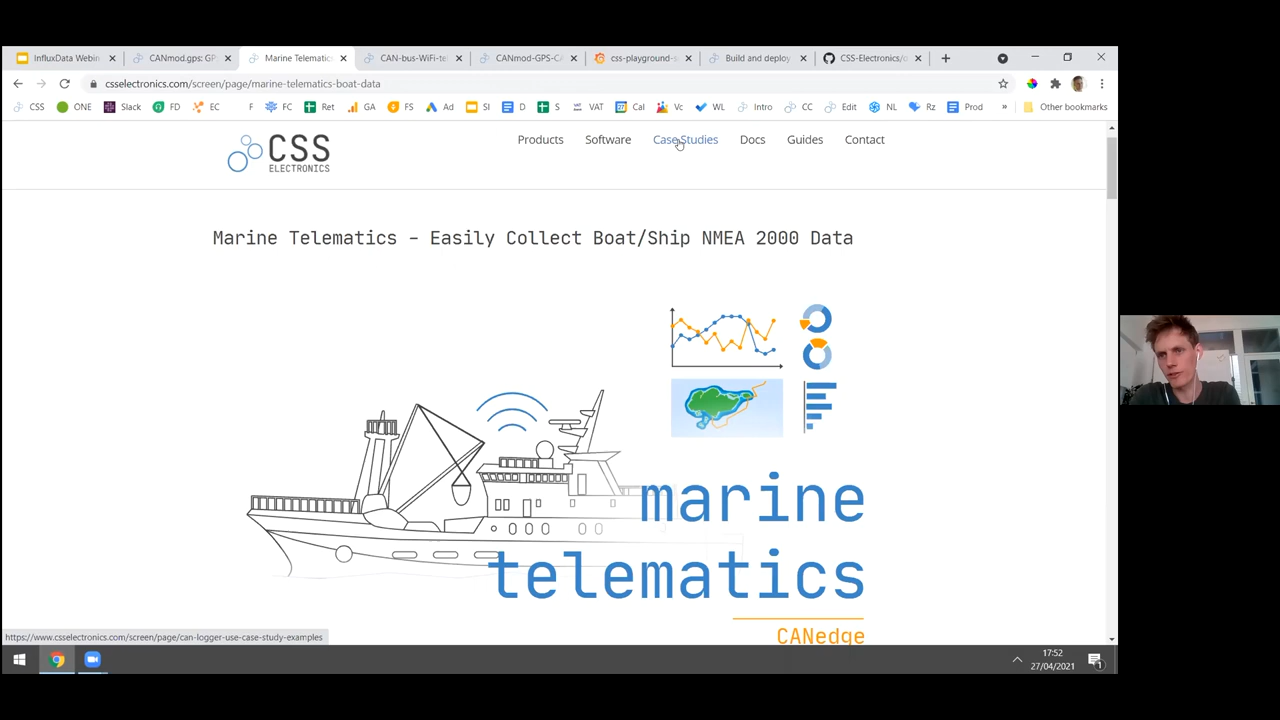 InfluxData Webin
CANmod.gps: GP
Marine Telematics
CAN-bus-WiFi-te
CANmod-GPS-C
css-playground-s
Build and deploy
CSS-Electronics/
csselectronics.com/screen/page/marine-telematics-boat-data
CSS ONE Slack FD EC F FC Ret GA FS Ad SI D S VAT Cal Vc WL Intro CC Edit NL Rz Prod » Other bookmarks
CSS
ELECTRONICS
Products Software Case Studies Docs Guides Contact
Marine Telematics – Easily Collect Boat/Ship NMEA 2000 Data
marine
telematics
CANedge
https://www.csselectronics.com/screen/page/can-logger-use-case-study-examples
17:52
27/04/2021
1